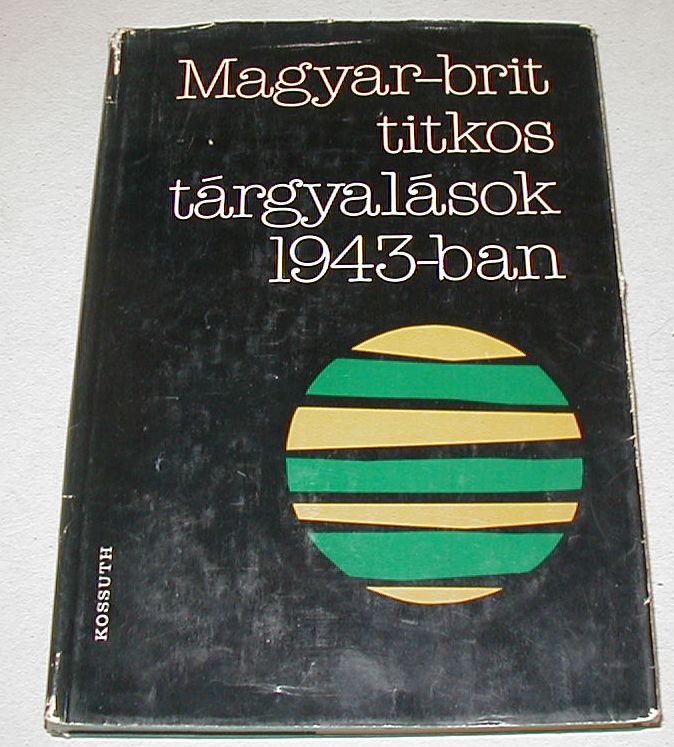 Magyar-brit
titkos
tárgyalások
1943-ban
KOSSUTH